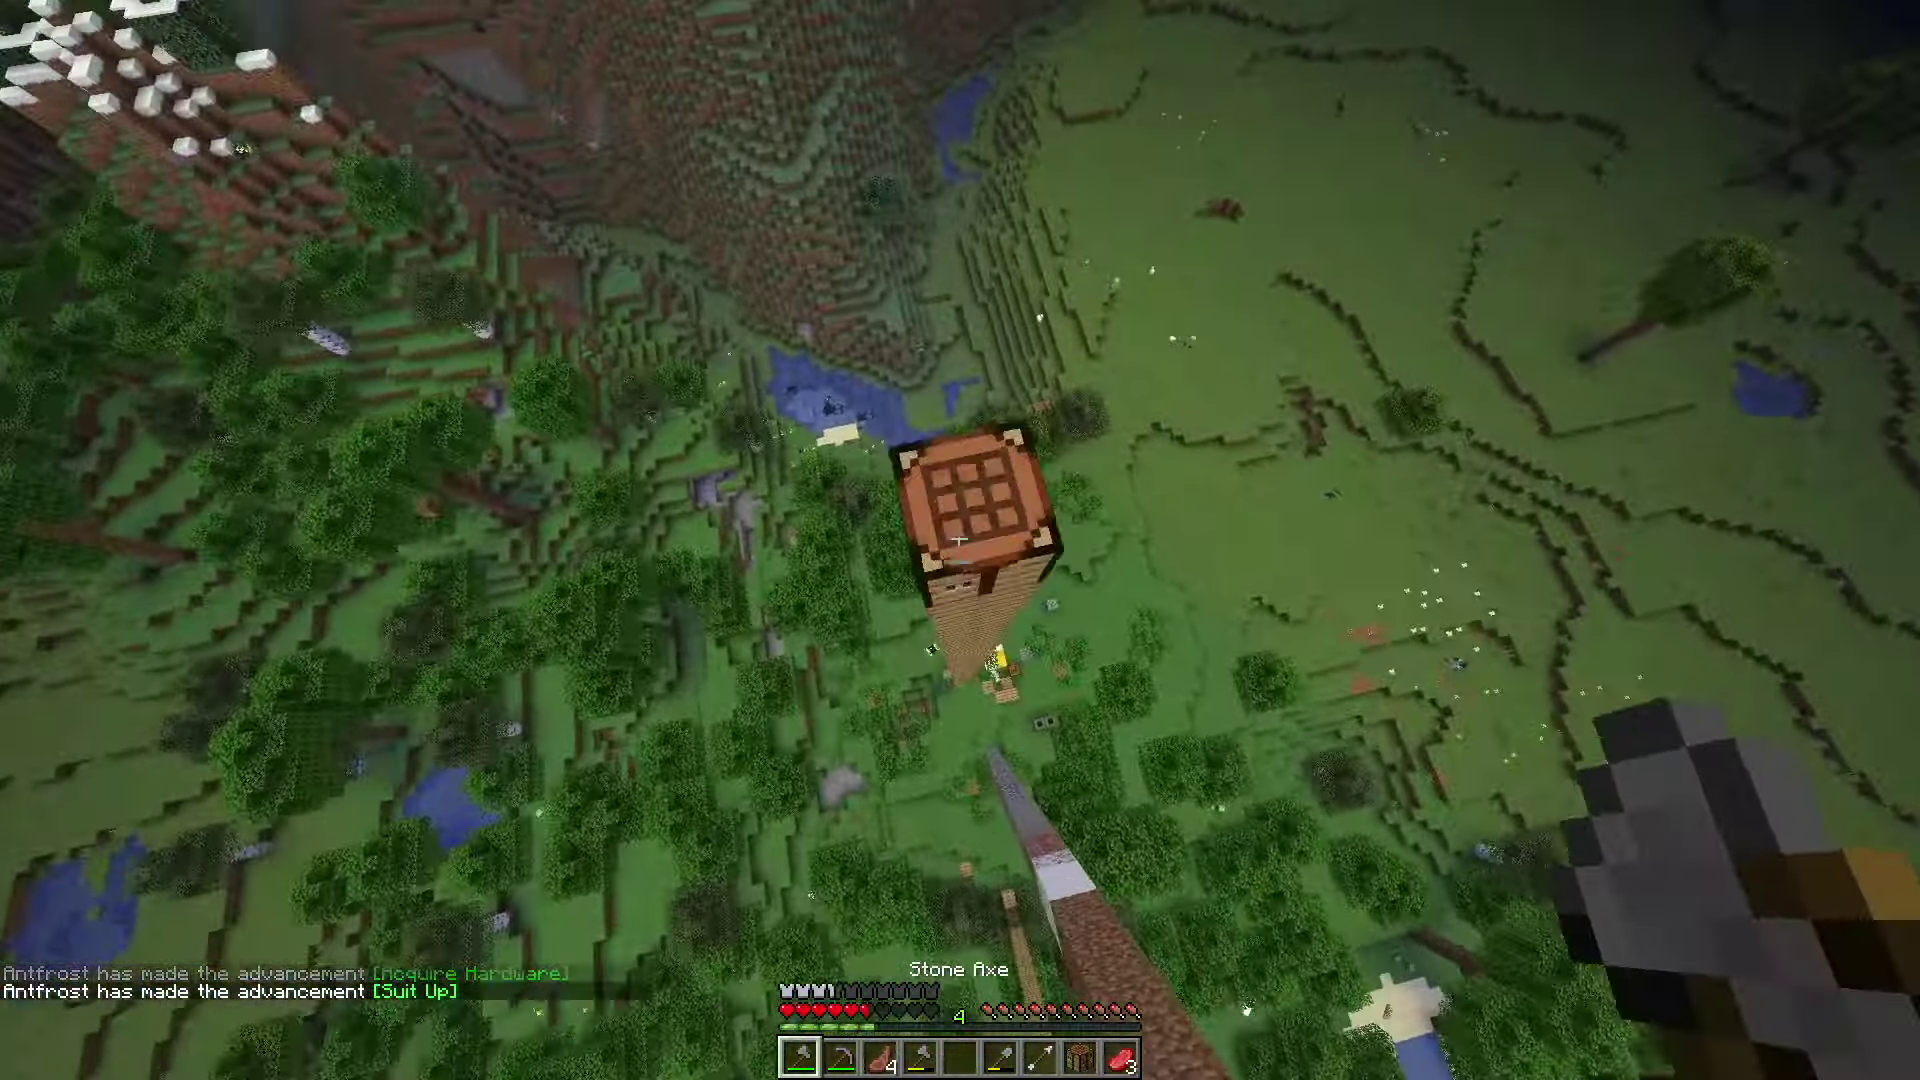 Antfrost has made the advancement [Acquire Hardware]
Antfrost has made the advancement [Suit Up]
Stone Axe
4
4
3